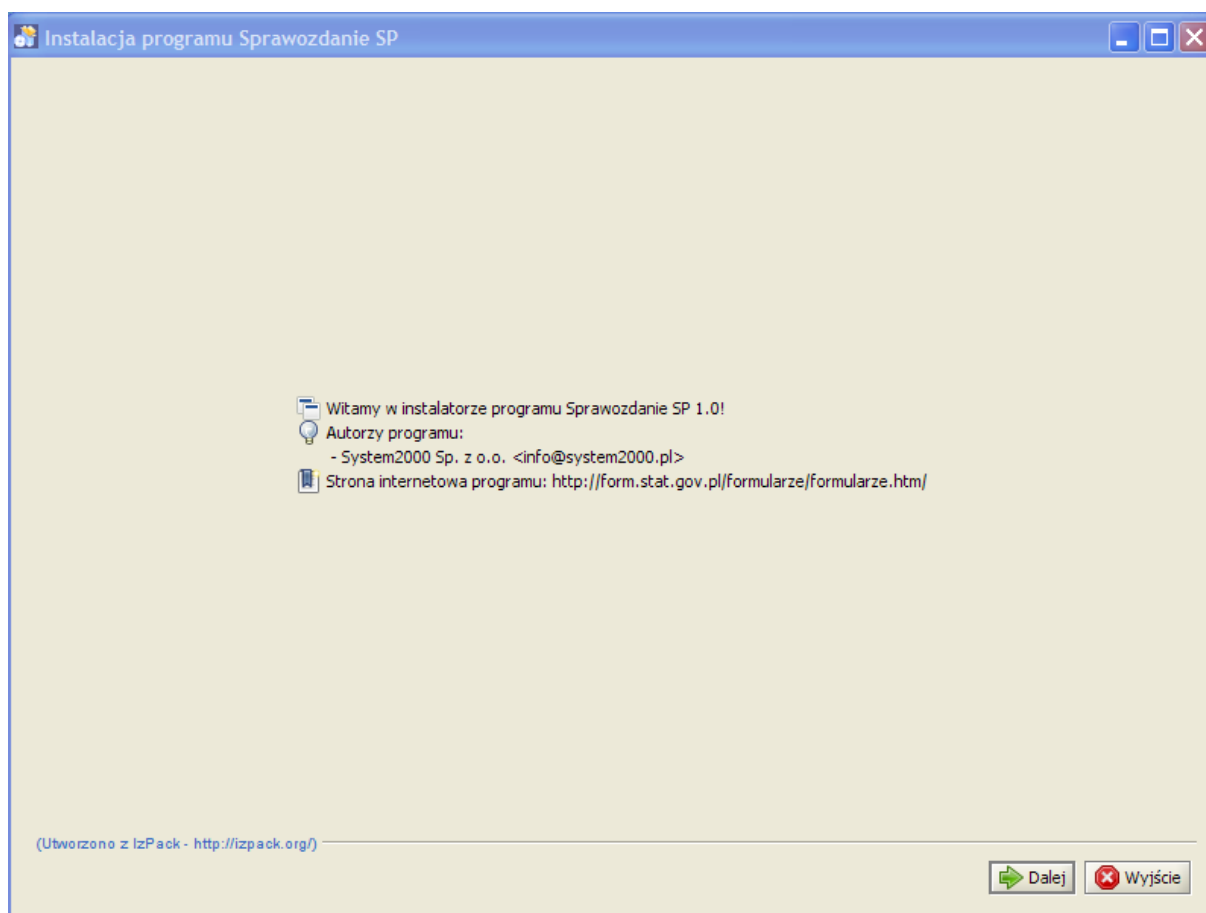 Instalacja programu Sprawozdanie SP
Witamy w instalatorze programu Sprawozdanie SP 1.0!
Autorzy programu:
- System2000 Sp. z o.o. <info@system2000.pl>
Strona internetowa programu: http://form.stat.gov.pl/formularze/formularze.htm/
(Utworzono z IzPack - http://izpack.org/)
Dalej Wyjście